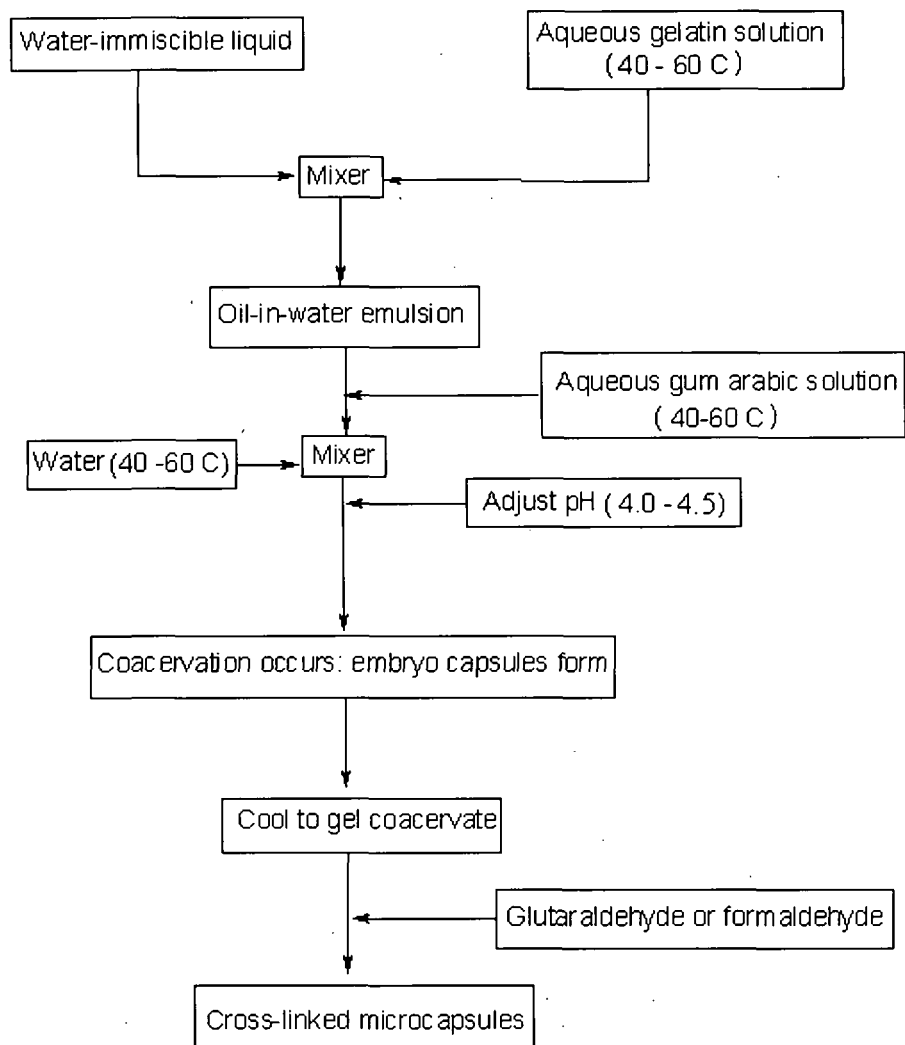 Water-immiscible liquid
Aqueous gelatin solution
(40 - 60 C)
Mixer
Oil-in-water emulsion
Aqueous gum arabic solution
(40-60 C)
Water (40 -60 C)
Mixer
Adjust pH (4.0 - 4.5)
Coacervation occurs: embryo capsules form
Cool to gel coacervate
Glutaraldehyde or formaldehyde
Cross-linked microcapsules